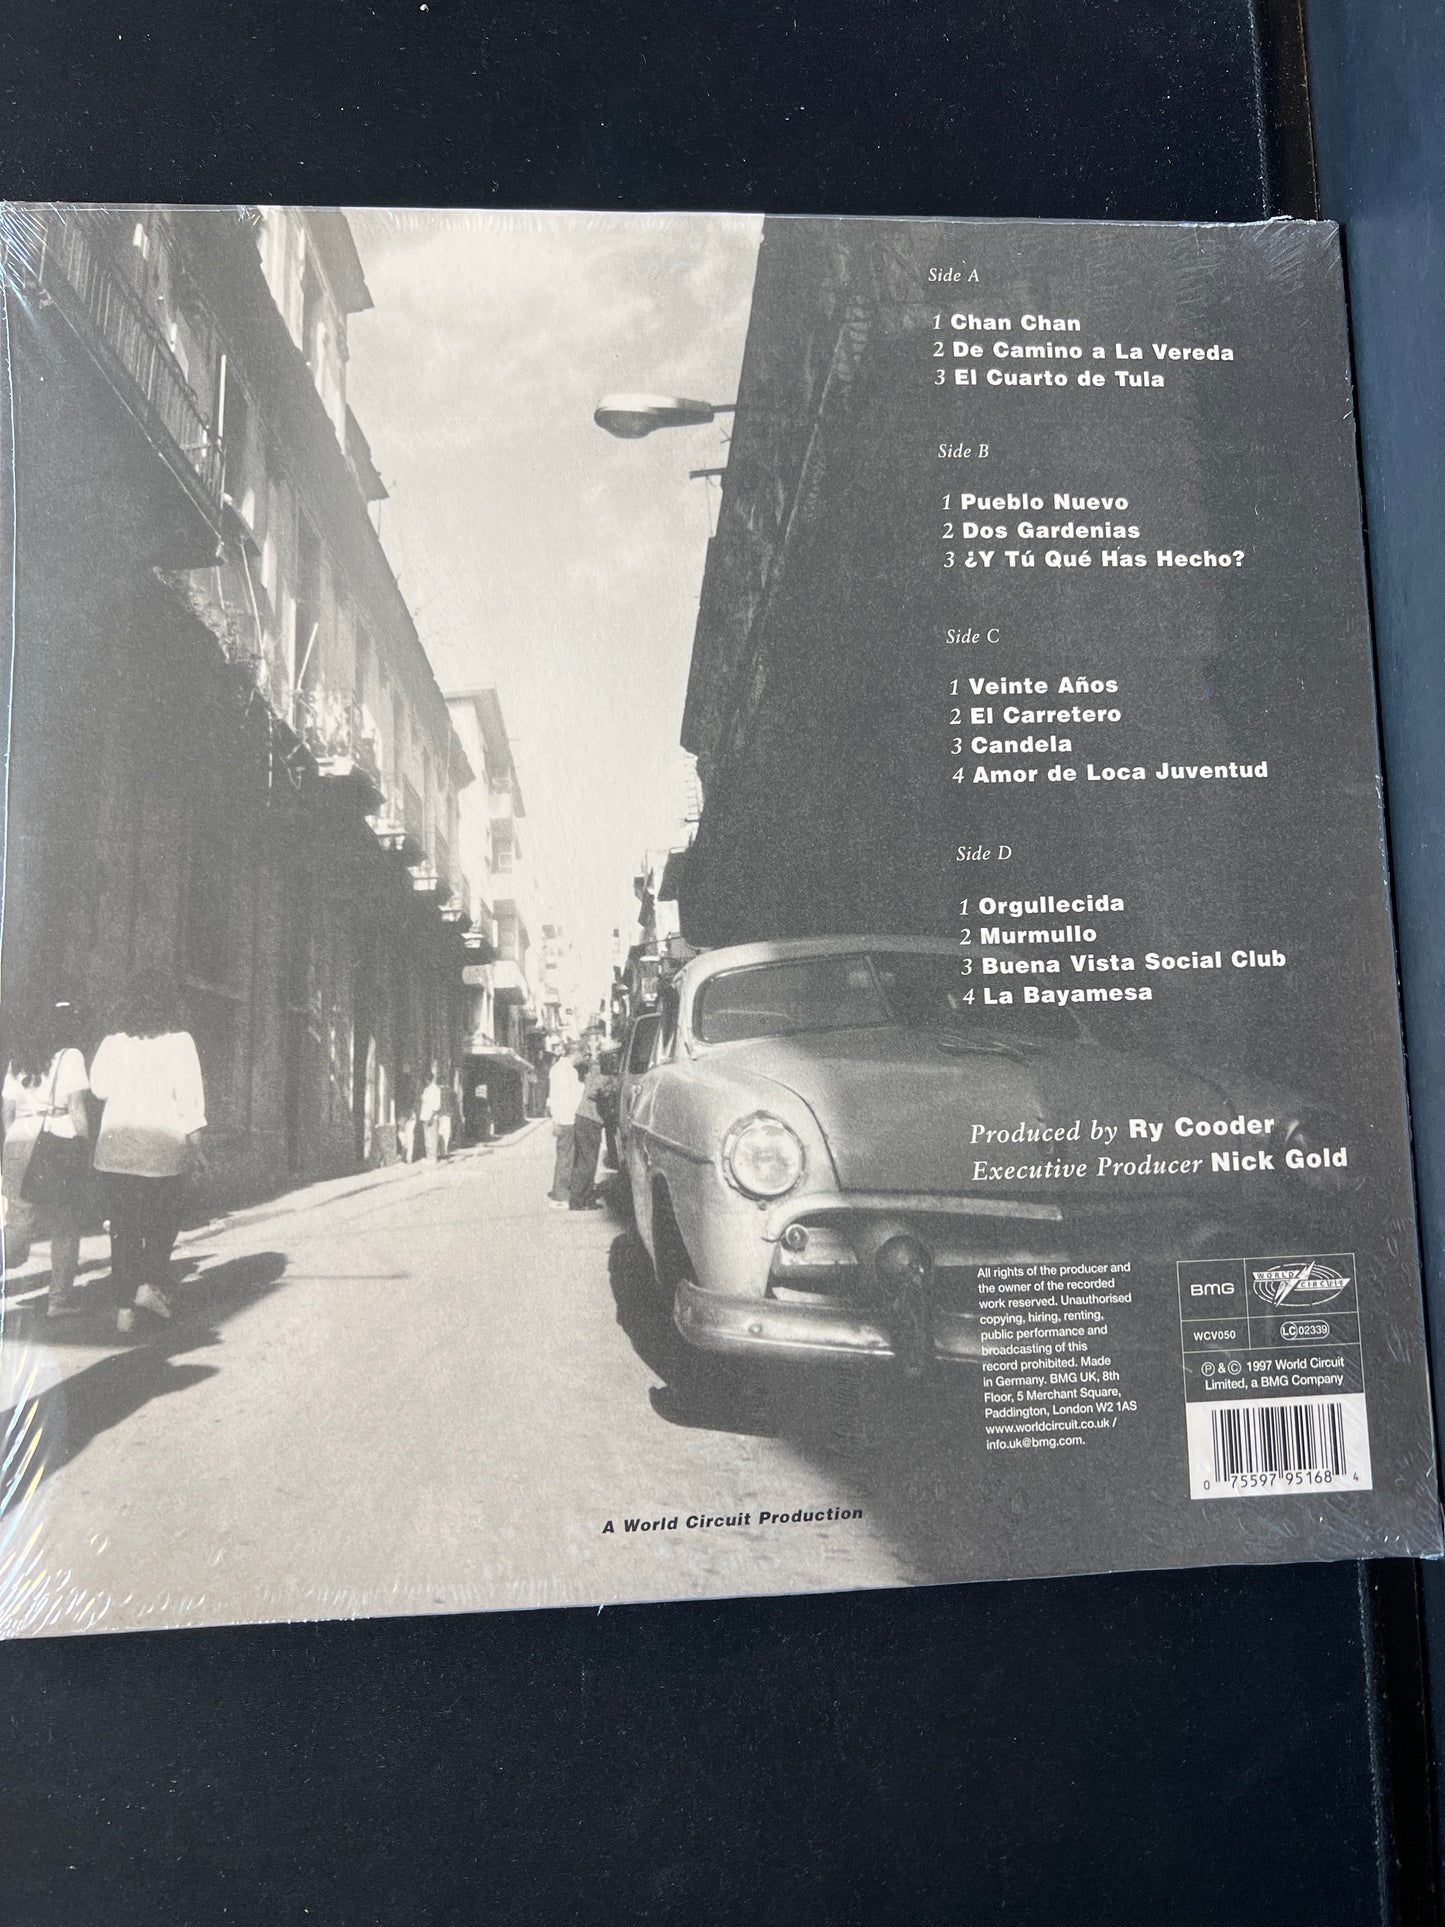 Side A
1 Chan Chan
2 De Camino a La Vereda
3 El Cuarto de Tula
Side B
1 Pueblo Nuevo
2 Dos Gardenias
3 ¿Y Tú Qué Has Hecho?
Side C
1 Veinte Años
2 El Carretero
3 Candela
4 Amor de Loca Juventud
Side D
1 Orgullecida
2 Murmullo
3 Buena Vista Social Club
4 La Bayamesa
Produced by Ry Cooder
Executive Producer Nick Gold
All rights of the producer and
the owner of the recorded
work reserved. Unauthorised
copying, hiring, renting,
public performance and
broadcasting of this
record prohibited. Made
in Germany. BMG UK, 8th
Floor, 5 Merchant Square,
Paddington, London W2 1AS
www.worldcircuit.co.uk /
info.uk@bmg.com.
BMG
WORLD CIRCUIT
WCV050
LC 02339
℗ & © 1997 World Circuit
Limited, a BMG Company
0 75597 95168 4
A World Circuit Production